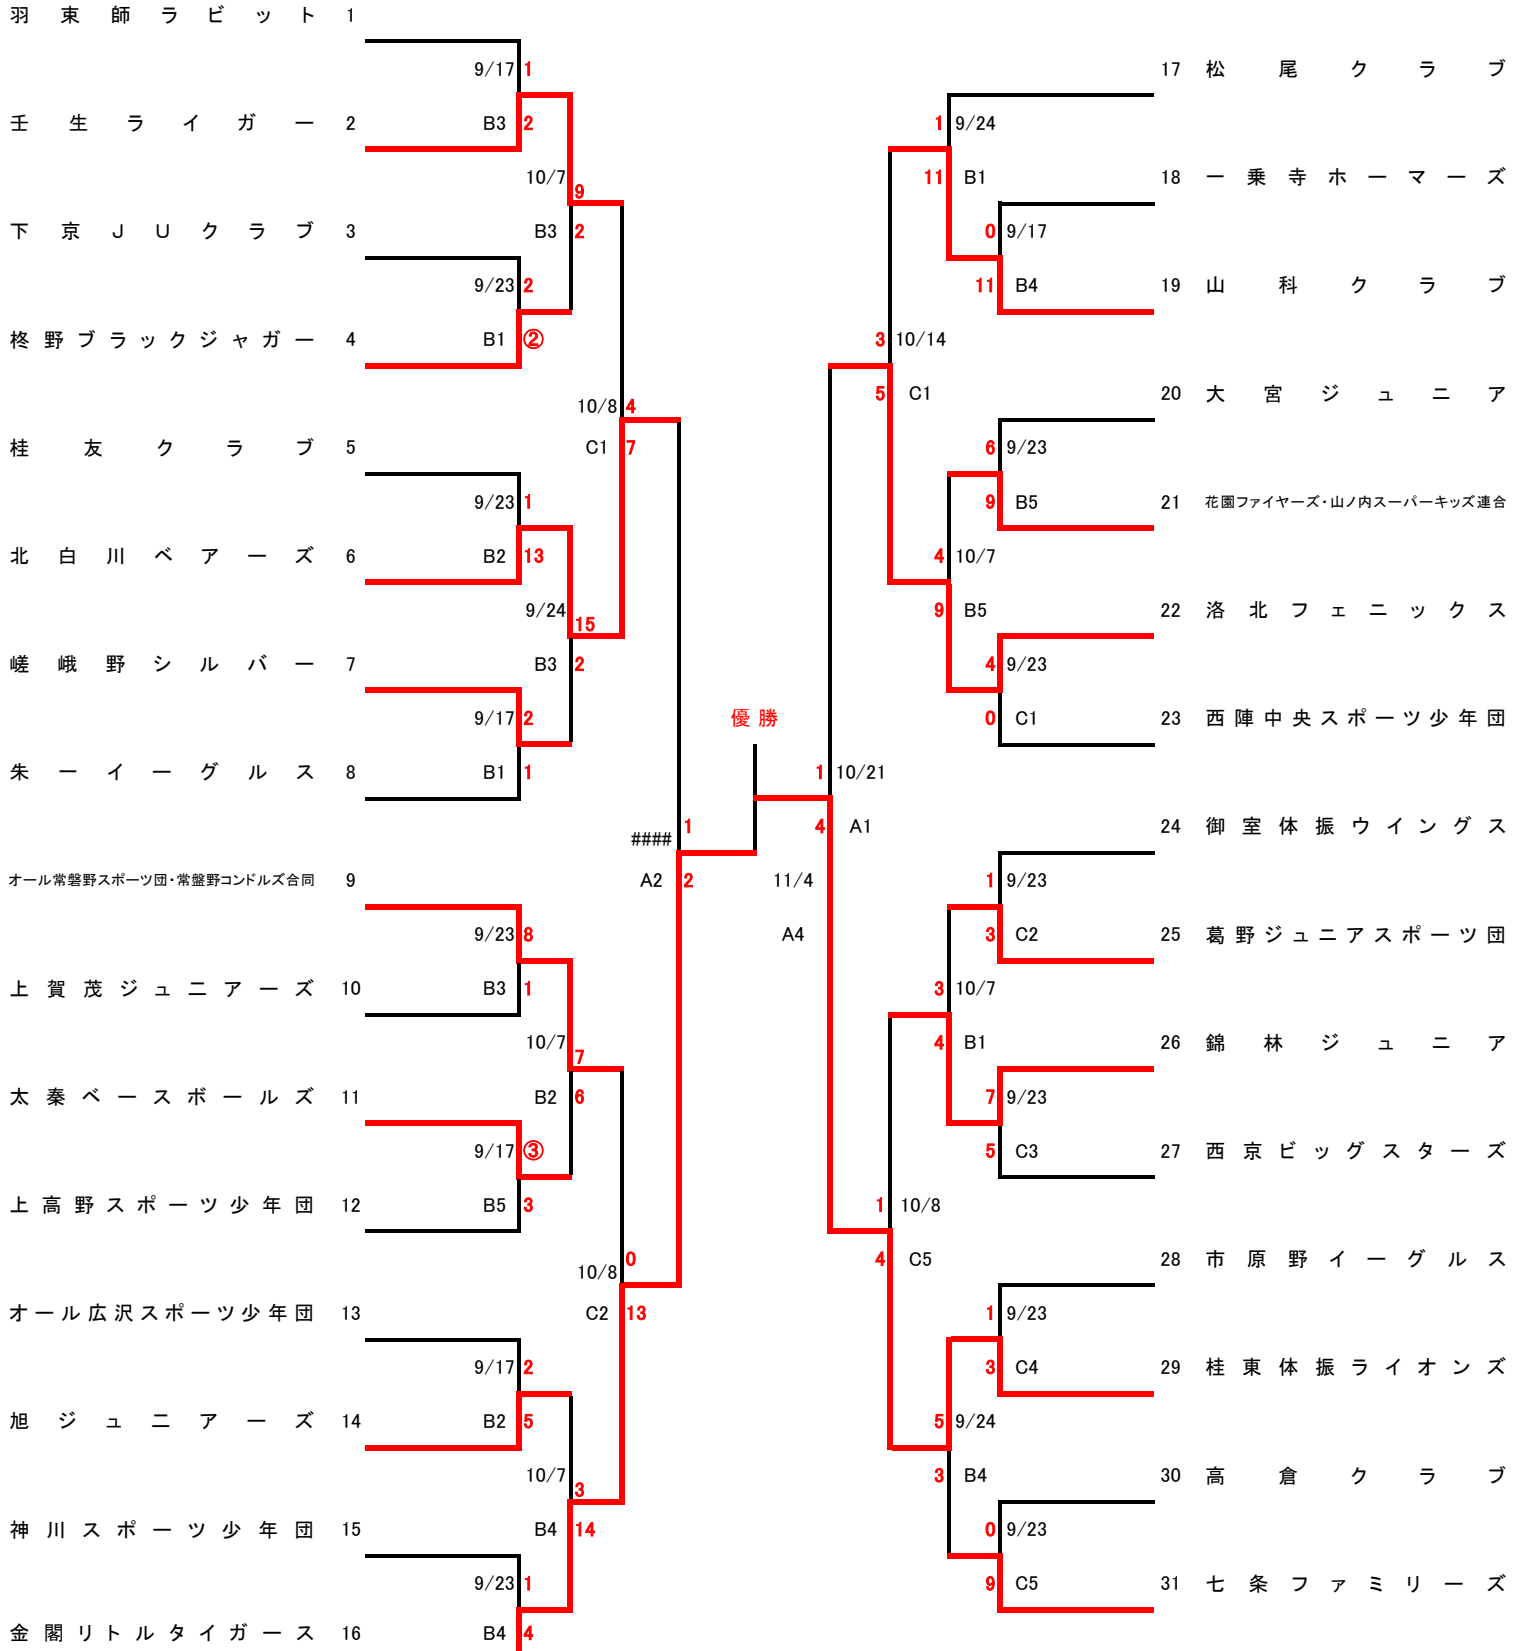 羽束師ラビット 1
9/17 1
壬生ライガー 2 B3 2
10/7 9
下京ＪＵクラブ 3 B3 2
9/23 2
柊野ブラックジャガー 4 B1 ②
10/8 4
桂友クラブ 5 C1 7
9/23 1
北白川ベアーズ 6 B2 13
9/24 15
嵯峨野シルバー 7 B3 2
9/17 2
朱一イーグルス 8 B1 1
#### 1
オール常磐野スポーツ団・常盤野コンドルズ合同 9 A2 2
9/23 8
上賀茂ジュニアーズ 10 B3 1
10/7 7
太秦ベースボールズ 11 B2 6
9/17 ③
上高野スポーツ少年団 12 B5 3
10/8 0
オール広沢スポーツ少年団 13 C2 13
9/17 2
旭ジュニアーズ 14 B2 5
10/7 3
神川スポーツ少年団 15 B4 14
9/23 1
金閣リトルタイガース 16 B4 4
優勝
11/4
A4
17 松尾クラブ
1 9/24
11 B1 18 一乗寺ホーマーズ
0 9/17
11 B4 19 山科クラブ
3 10/14
5 C1 20 大宮ジュニア
6 9/23
9 B5 21 花園ファイヤーズ・山ノ内スーパーキッズ連合
4 10/7
9 B5 22 洛北フェニックス
4 9/23
0 C1 23 西陣中央スポーツ少年団
1 10/21
4 A1 24 御室体振ウイングス
1 9/23
3 C2 25 葛野ジュニアスポーツ団
3 10/7
4 B1 26 錦林ジュニア
7 9/23
5 C3 27 西京ビッグスターズ
1 10/8
4 C5 28 市原野イーグルス
1 9/23
3 C4 29 桂東体振ライオンズ
5 9/24
3 B4 30 高倉クラブ
0 9/23
9 C5 31 七条ファミリーズ